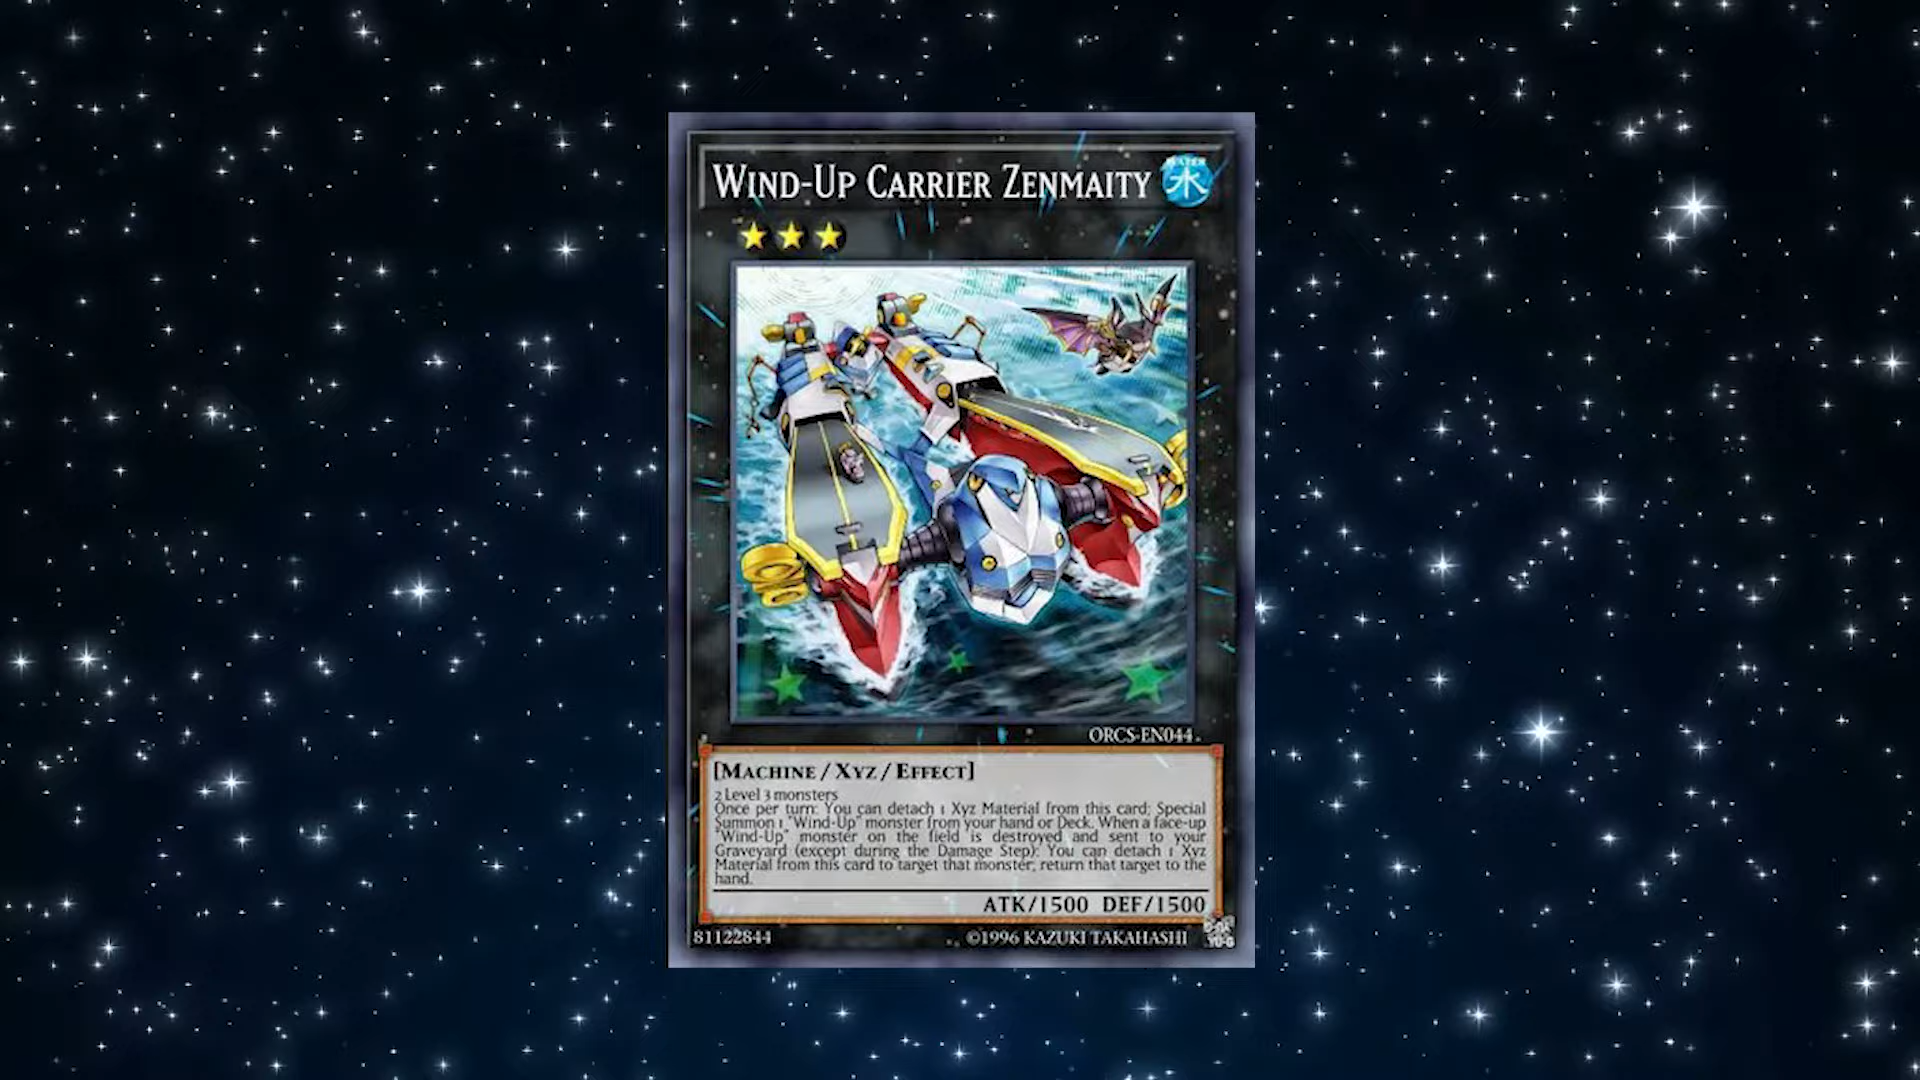 WIND-UP CARRIER ZENMAITY
WATER
水
ORCS-EN044
[MACHINE/XYZ/EFFECT]
2 Level 3 monsters
Once per turn: You can detach 1 Xyz Material from this card; Special
Summon 1 "Wind-Up" monster from your hand or Deck. When a face-up
"Wind-Up" monster on the field is destroyed and sent to your
Graveyard (except during the Damage Step): You can detach 1 Xyz
Material from this card to target that monster; return that target to the
hand.
ATK/1500 DEF/1500
81122844
©1996 KAZUKI TAKAHASHI